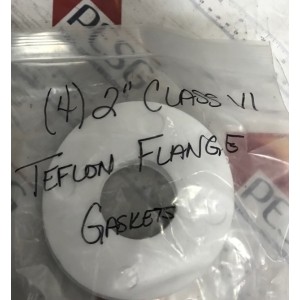 (4) 2" CLASS VI
TEFLON FLANGE
GASKETS